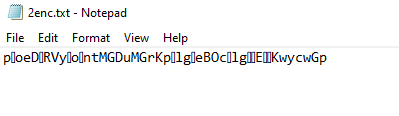 2enc.txt - Notepad
File Edit Format View Help
p▯oeD▯RVy▯o▯ntMGDuMGrKp▯lg▯eBOc▯lg▯▯E▯▯KwycwGp